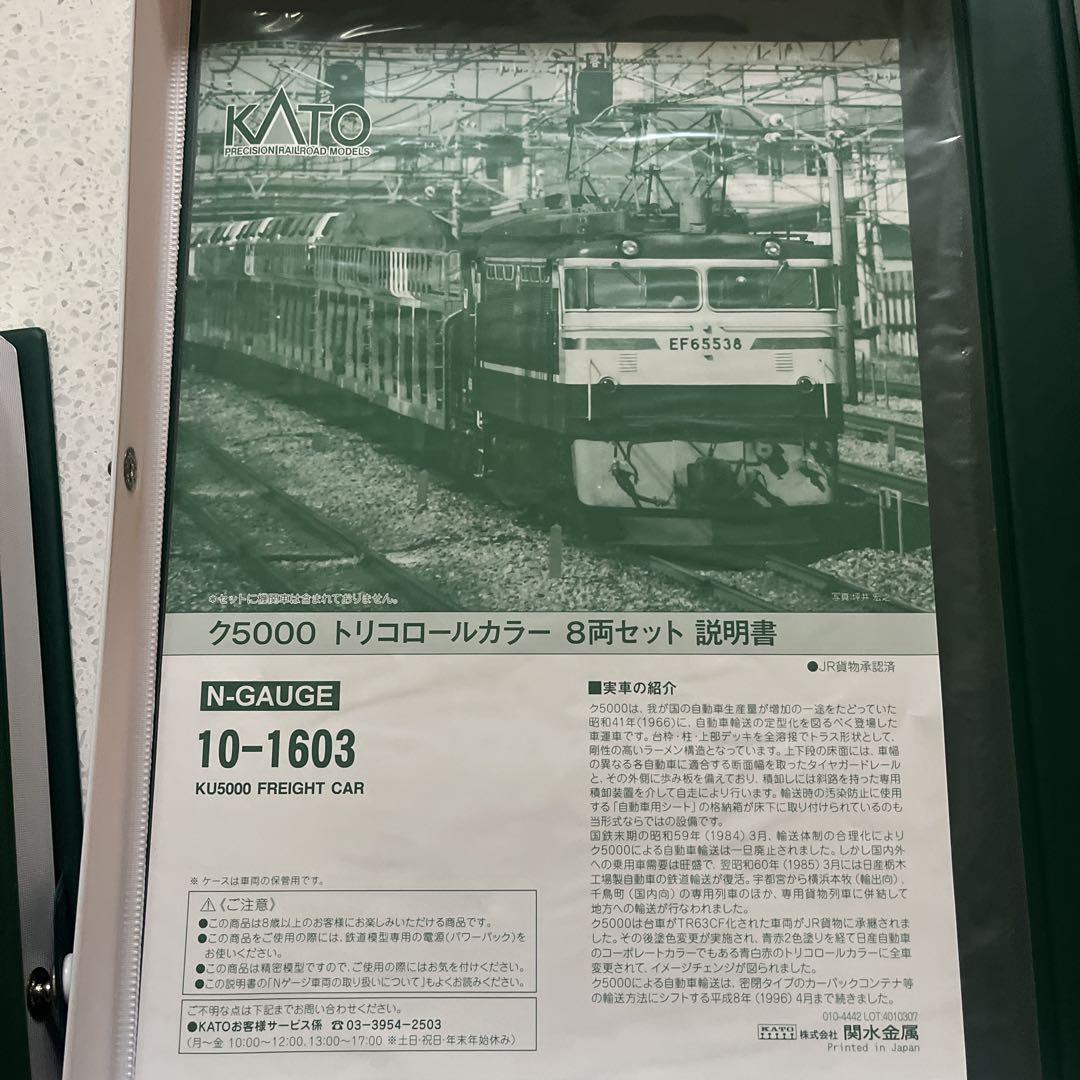 KATO
PRECISION RAILROAD MODELS
EF65538
※セットに機関車は含まれておりません。
写真:坪井 宏之
ク5000 トリコロールカラー 8両セット 説明書
●JR貨物承認済
N-GAUGE
10-1603
KU5000 FREIGHT CAR
※ ケースは車両の保管用です。
⚠《ご注意》
●この商品は8歳以上のお客様にお楽しみいただける商品です。
●この商品をご使用の際には、鉄道模型専用の電源(パワーパック)を
お使いください。
●この商品は精密模型ですので、ご使用の際にはお気を付けください。
●この説明書の「Nゲージ車両の取り扱いについて」もよくお読みください。
ご不明な点は下記までお問い合わせください。
●KATOお客様サービス係 ☎03-3954-2503
(月~金 10:00~12:00、13:00~17:00 ※土日・祝日・年末年始休み)
■実車の紹介
ク5000は、我が国の自動車生産量が増加の一途をたどっていた
昭和41年(1966)に、自動車輸送の定型化を図るべく登場した
車運車です。台枠・柱・上部デッキを全溶接でトラス形状として、
剛性の高いラーメン構造となっています。上下段の床面には、車幅
の異なる各自動車に適合する断面幅を取ったタイヤガードレール
と、その外側に歩み板を備えており、積卸しには斜路を持った専用
積卸装置を介して自走により行います。輸送時の汚染防止に使用
する「自動車用シート」の格納箱が床下に取り付けられているのも
当形式ならではの設備です。
国鉄末期の昭和59年(1984)3月、輸送体制の合理化により
ク5000による自動車輸送は一旦廃止されました。しかし国内外
への乗用車需要は旺盛で、翌昭和60年(1985)3月には日産栃木
工場製自動車の鉄道輸送が復活。宇都宮から横浜本牧(輸出向)、
千鳥町(国内向)の専用列車のほか、専用貨物列車に併結して
地方への輸送が行なわれました。
ク5000は台車がTR63CF化された車両がJR貨物に承継されま
した。その後塗色変更が実施され、青赤2色塗りを経て日産自動車
のコーポレートカラーでもある青白赤のトリコロールカラーに全車
変更されて、イメージチェンジが図られました。
ク5000による自動車輸送は、密閉タイプのカーパックコンテナ等
の輸送方法にシフトする平成8年(1996)4月まで続きました。
010-4442 LOT:4010307
KATO 株式会社 関水金属
Printed in Japan